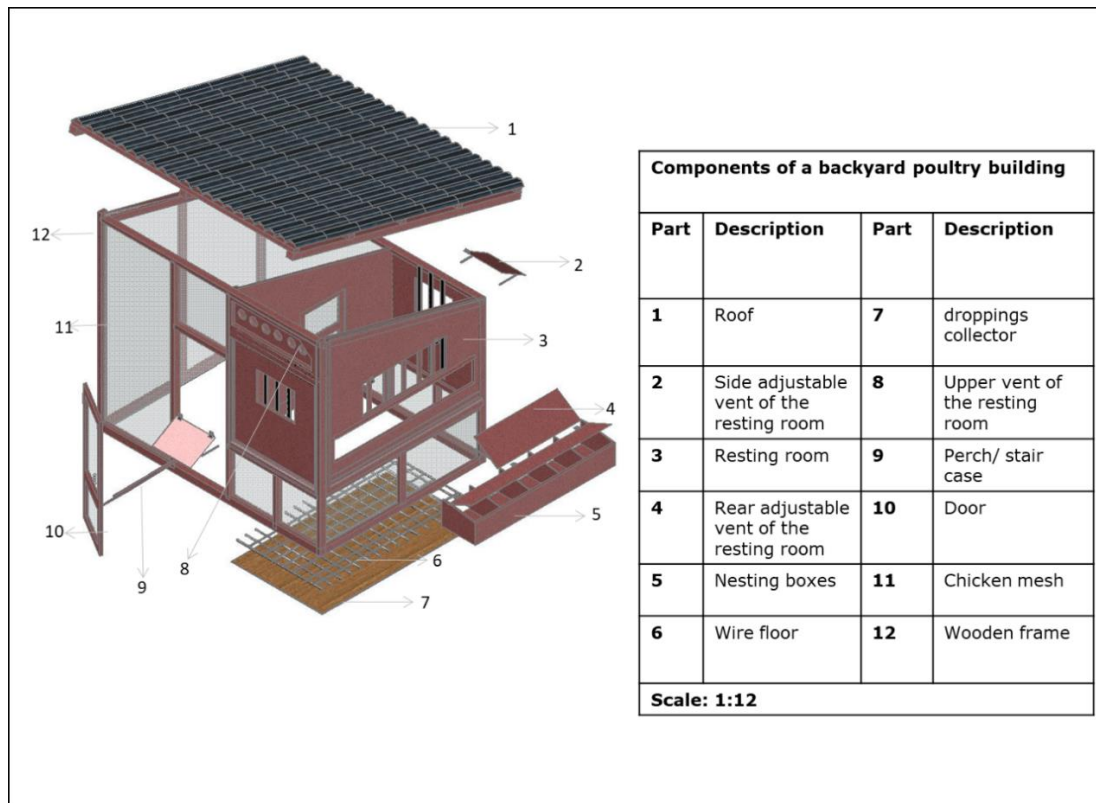 1
12
2
11
3
4
10
5
6
8
9
7
Components of a backyard poultry building
Part Description Part Description
1 Roof 7 droppings
collector
2 Side adjustable 8 Upper vent of
vent of the the resting
resting room room
3 Resting room 9 Perch/ stair
case
4 Rear adjustable 10 Door
vent of the
resting room
5 Nesting boxes 11 Chicken mesh
6 Wire floor 12 Wooden frame
Scale: 1:12